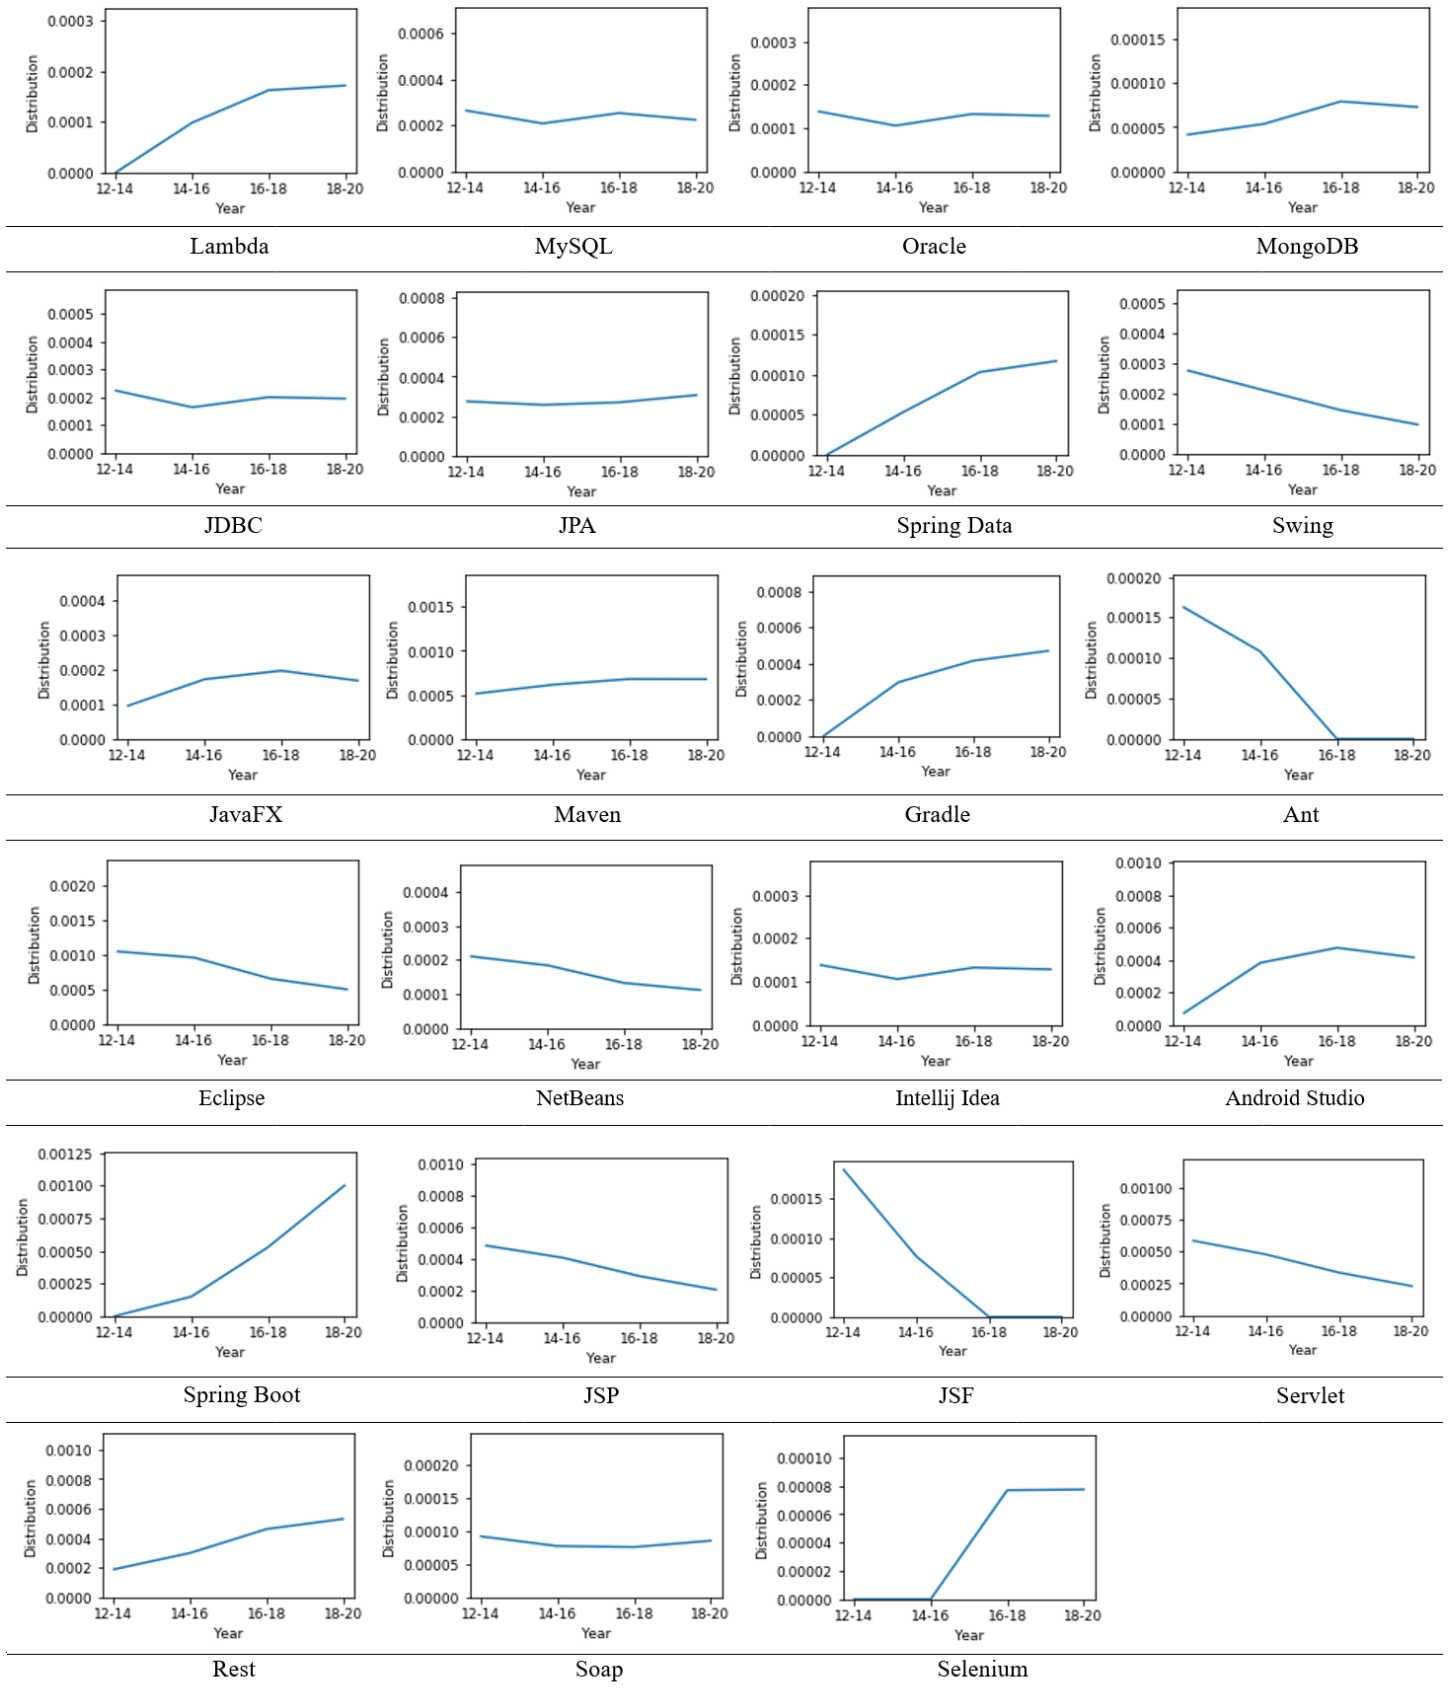 0.0003
0.0002
0.0001
0.0000
Distribution
12-14 14-16 16-18 18-20
Year
0.0006
0.0004
0.0002
0.0000
Distribution
12-14 14-16 16-18 18-20
Year
0.0003
0.0002
0.0001
0.0000
Distribution
12-14 14-16 16-18 18-20
Year
0.00015
0.00010
0.00005
0.00000
Distribution
12-14 14-16 16-18 18-20
Year
Lambda MySQL Oracle MongoDB
0.0005
0.0004
0.0003
0.0002
0.0001
0.0000
Distribution
12-14 14-16 16-18 18-20
Year
0.0008
0.0006
0.0004
0.0002
0.0000
Distribution
12-14 14-16 16-18 18-20
Year
0.00020
0.00015
0.00010
0.00005
0.00000
Distribution
12-14 14-16 16-18 18-20
Year
0.0005
0.0004
0.0003
0.0002
0.0001
0.0000
Distribution
12-14 14-16 16-18 18-20
Year
JDBC JPA Spring Data Swing
0.0004
0.0003
0.0002
0.0001
0.0000
Distribution
12-14 14-16 16-18 18-20
Year
0.0015
0.0010
0.0005
0.0000
Distribution
12-14 14-16 16-18 18-20
Year
0.0008
0.0006
0.0004
0.0002
0.0000
Distribution
12-14 14-16 16-18 18-20
Year
0.00020
0.00015
0.00010
0.00005
0.00000
Distribution
12-14 14-16 16-18 18-20
Year
JavaFX Maven Gradle Ant
0.0020
0.0015
0.0010
0.0005
0.0000
Distribution
12-14 14-16 16-18 18-20
Year
0.0004
0.0003
0.0002
0.0001
0.0000
Distribution
12-14 14-16 16-18 18-20
Year
0.0003
0.0002
0.0001
0.0000
Distribution
12-14 14-16 16-18 18-20
Year
0.0010
0.0008
0.0006
0.0004
0.0002
0.0000
Distribution
12-14 14-16 16-18 18-20
Year
Eclipse NetBeans Intellij Idea Android Studio
0.00125
0.00100
0.00075
0.00050
0.00025
0.00000
Distribution
12-14 14-16 16-18 18-20
Year
0.0010
0.0008
0.0006
0.0004
0.0002
0.0000
Distribution
12-14 14-16 16-18 18-20
Year
0.00015
0.00010
0.00005
0.00000
Distribution
12-14 14-16 16-18 18-20
Year
0.00100
0.00075
0.00050
0.00025
0.00000
Distribution
12-14 14-16 16-18 18-20
Year
Spring Boot JSP JSF Servlet
0.0010
0.0008
0.0006
0.0004
0.0002
0.0000
Distribution
12-14 14-16 16-18 18-20
Year
0.00020
0.00015
0.00010
0.00005
0.00000
Distribution
12-14 14-16 16-18 18-20
Year
0.00010
0.00008
0.00006
0.00004
0.00002
0.00000
Distribution
12-14 14-16 16-18 18-20
Year
Rest Soap Selenium